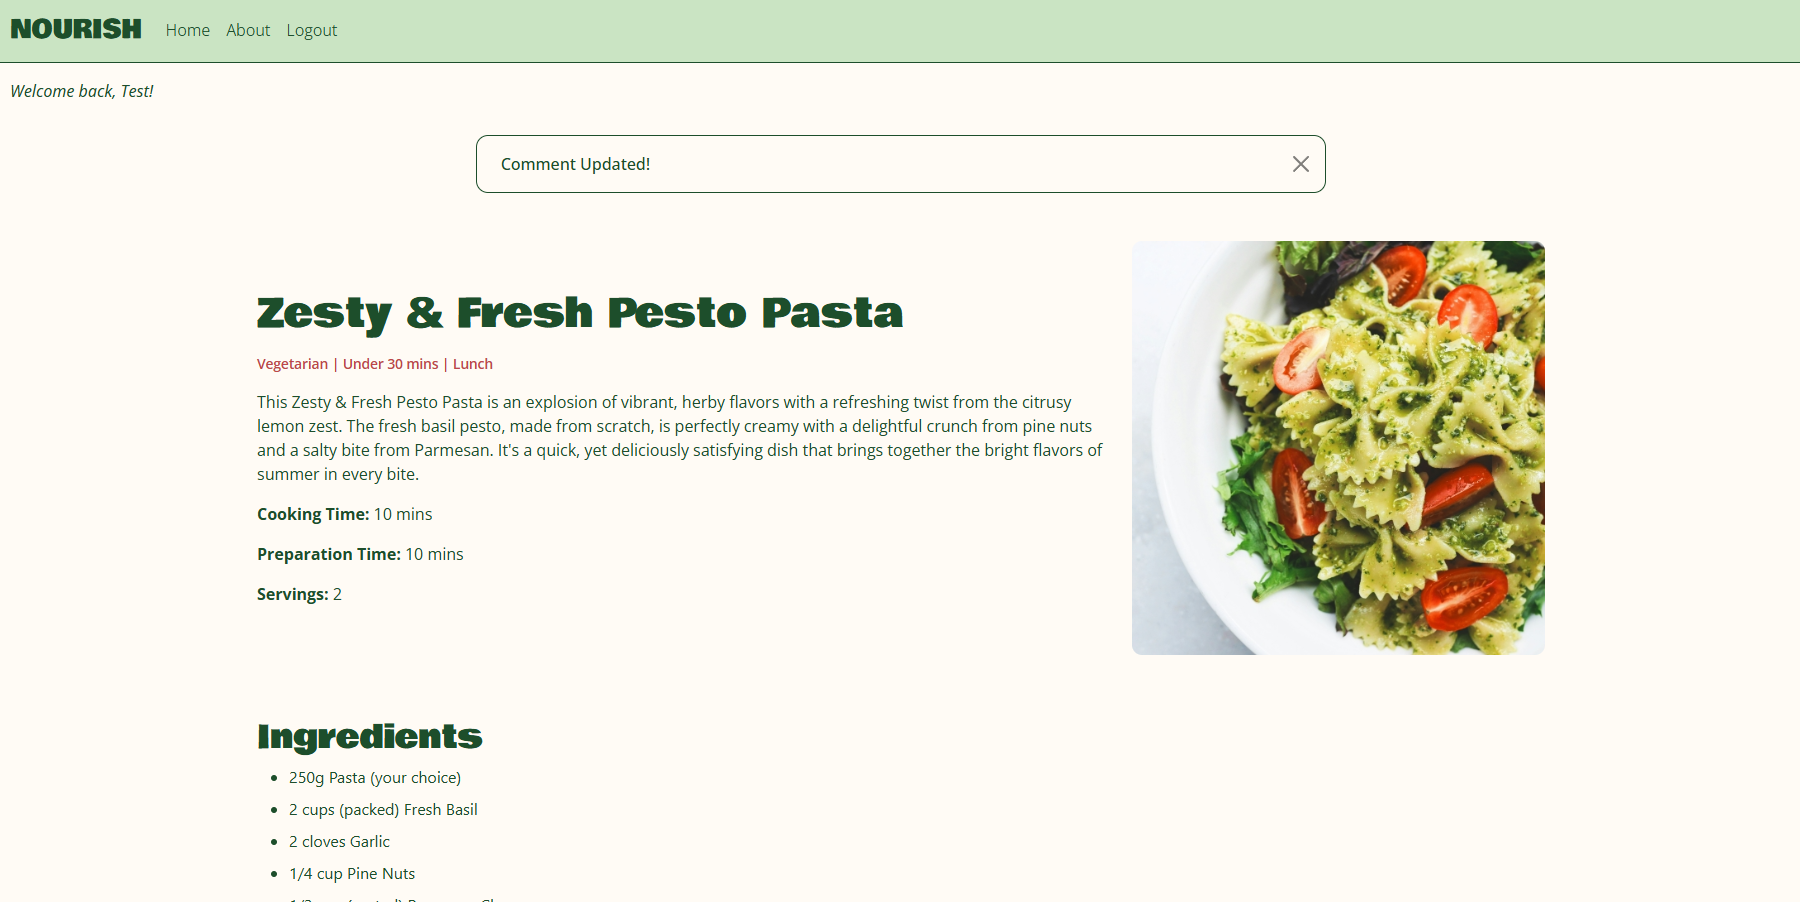 NOURISH Home About Logout
Welcome back, Test!
Comment Updated!
Zesty & Fresh Pesto Pasta
Vegetarian | Under 30 mins | Lunch
This Zesty & Fresh Pesto Pasta is an explosion of vibrant, herby flavors with a refreshing twist from the citrusy
lemon zest. The fresh basil pesto, made from scratch, is perfectly creamy with a delightful crunch from pine nuts
and a salty bite from Parmesan. It's a quick, yet deliciously satisfying dish that brings together the bright flavors of
summer in every bite.
Cooking Time: 10 mins
Preparation Time: 10 mins
Servings: 2
Ingredients
• 250g Pasta (your choice)
• 2 cups (packed) Fresh Basil
• 2 cloves Garlic
• 1/4 cup Pine Nuts